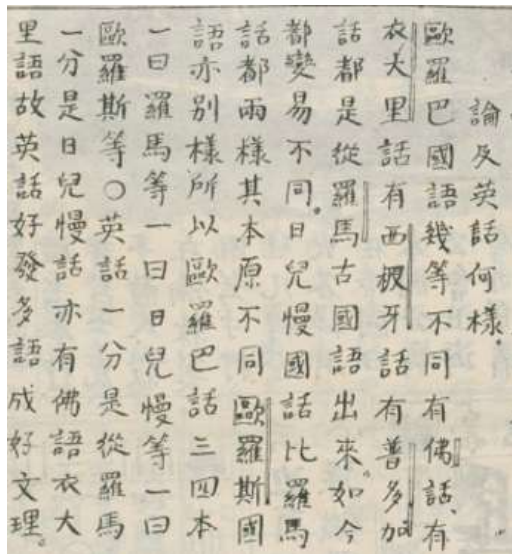 論及英話何樣。
歐羅巴國語幾等不同有佛話、有
衣大里話有西根牙話有普多加
話都是從羅馬古國語出來。如今
都變易不同。日兒慢國話比羅馬
話都兩樣其本原不同歐羅斯國
語亦別樣所以歐羅巴話三四本
一曰羅馬等一曰日兒慢等一曰
歐羅斯等〇英話一分是從羅馬
一分是日兒慢話亦有佛語衣大
里語故英話好發多語成好文理。